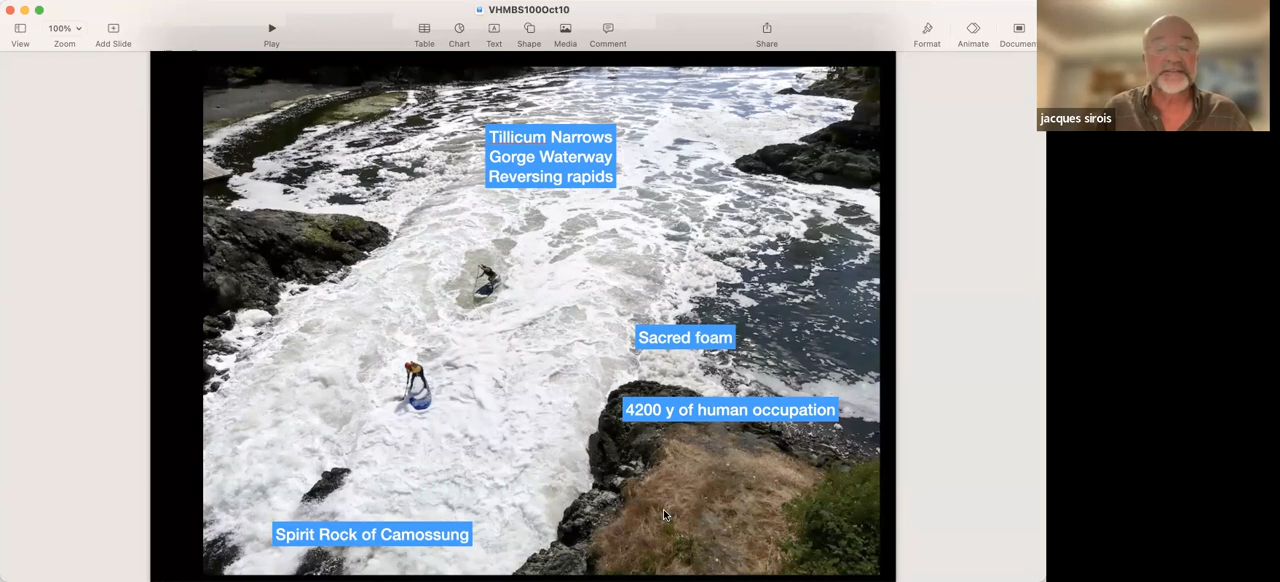 VHMBS100Oct10
100%
View
Zoom
Add Slide
Play
Table
Chart
Text
Shape
Media
Comment
Share
Format
Animate
Documen
jacques sirois
Tillicum Narrows
Gorge Waterway
Reversing rapids
Sacred foam
4200 y of human occupation
Spirit Rock of Camossung